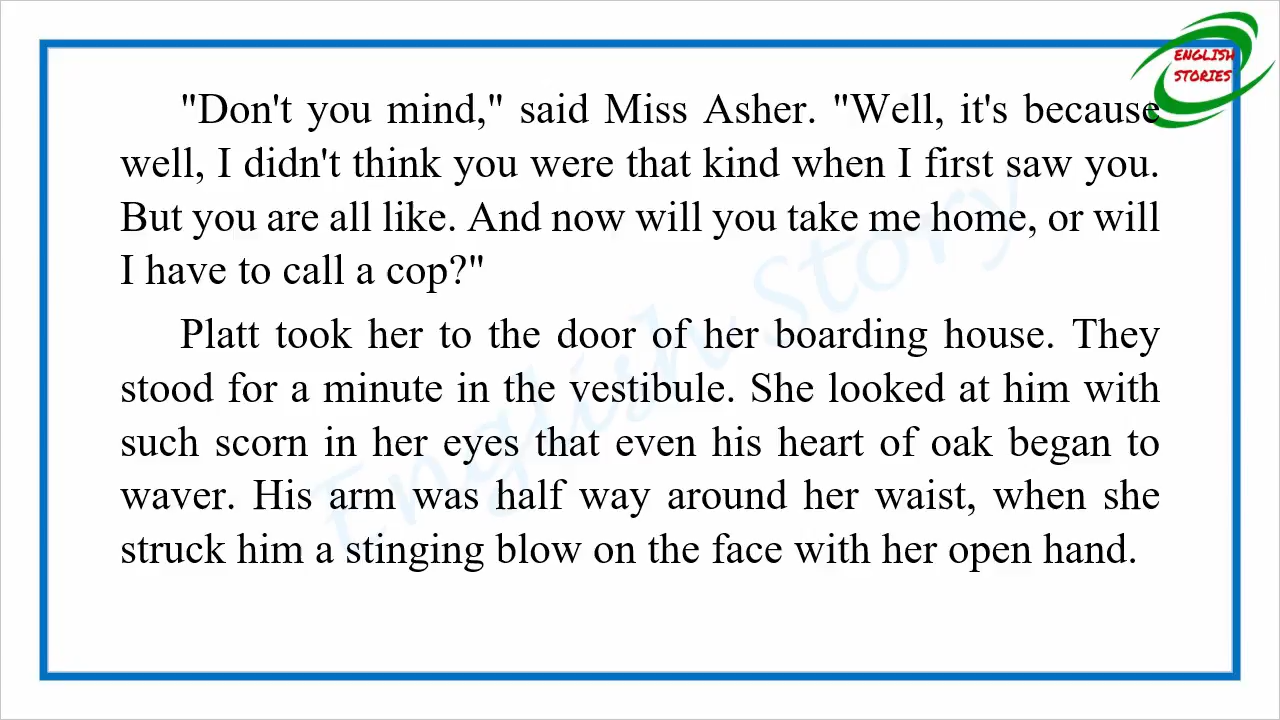 ENGLISH
STORIES
"Don't you mind," said Miss Asher. "Well, it's because
well, I didn't think you were that kind when I first saw you.
But you are all like. And now will you take me home, or will
I have to call a cop?"
Platt took her to the door of her boarding house. They
stood for a minute in the vestibule. She looked at him with
such scorn in her eyes that even his heart of oak began to
waver. His arm was half way around her waist, when she
struck him a stinging blow on the face with her open hand.
English Story